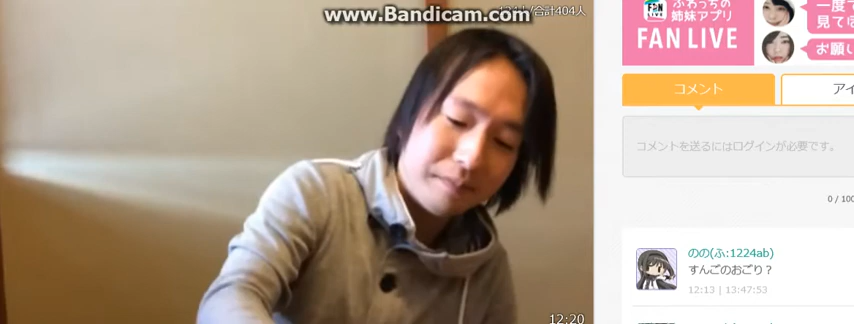 www.Bandicam.com
合計404人
12:20
ふわっちの
姉妹アプリ
FAN
LIVE
FAN LIVE
一度
見て
お願い
コメント
アイ
コメントを送るにはログインが必要です。
0 / 100
のの(ふ:1224ab)
すんごのおごり？
12:13 | 13:47:53